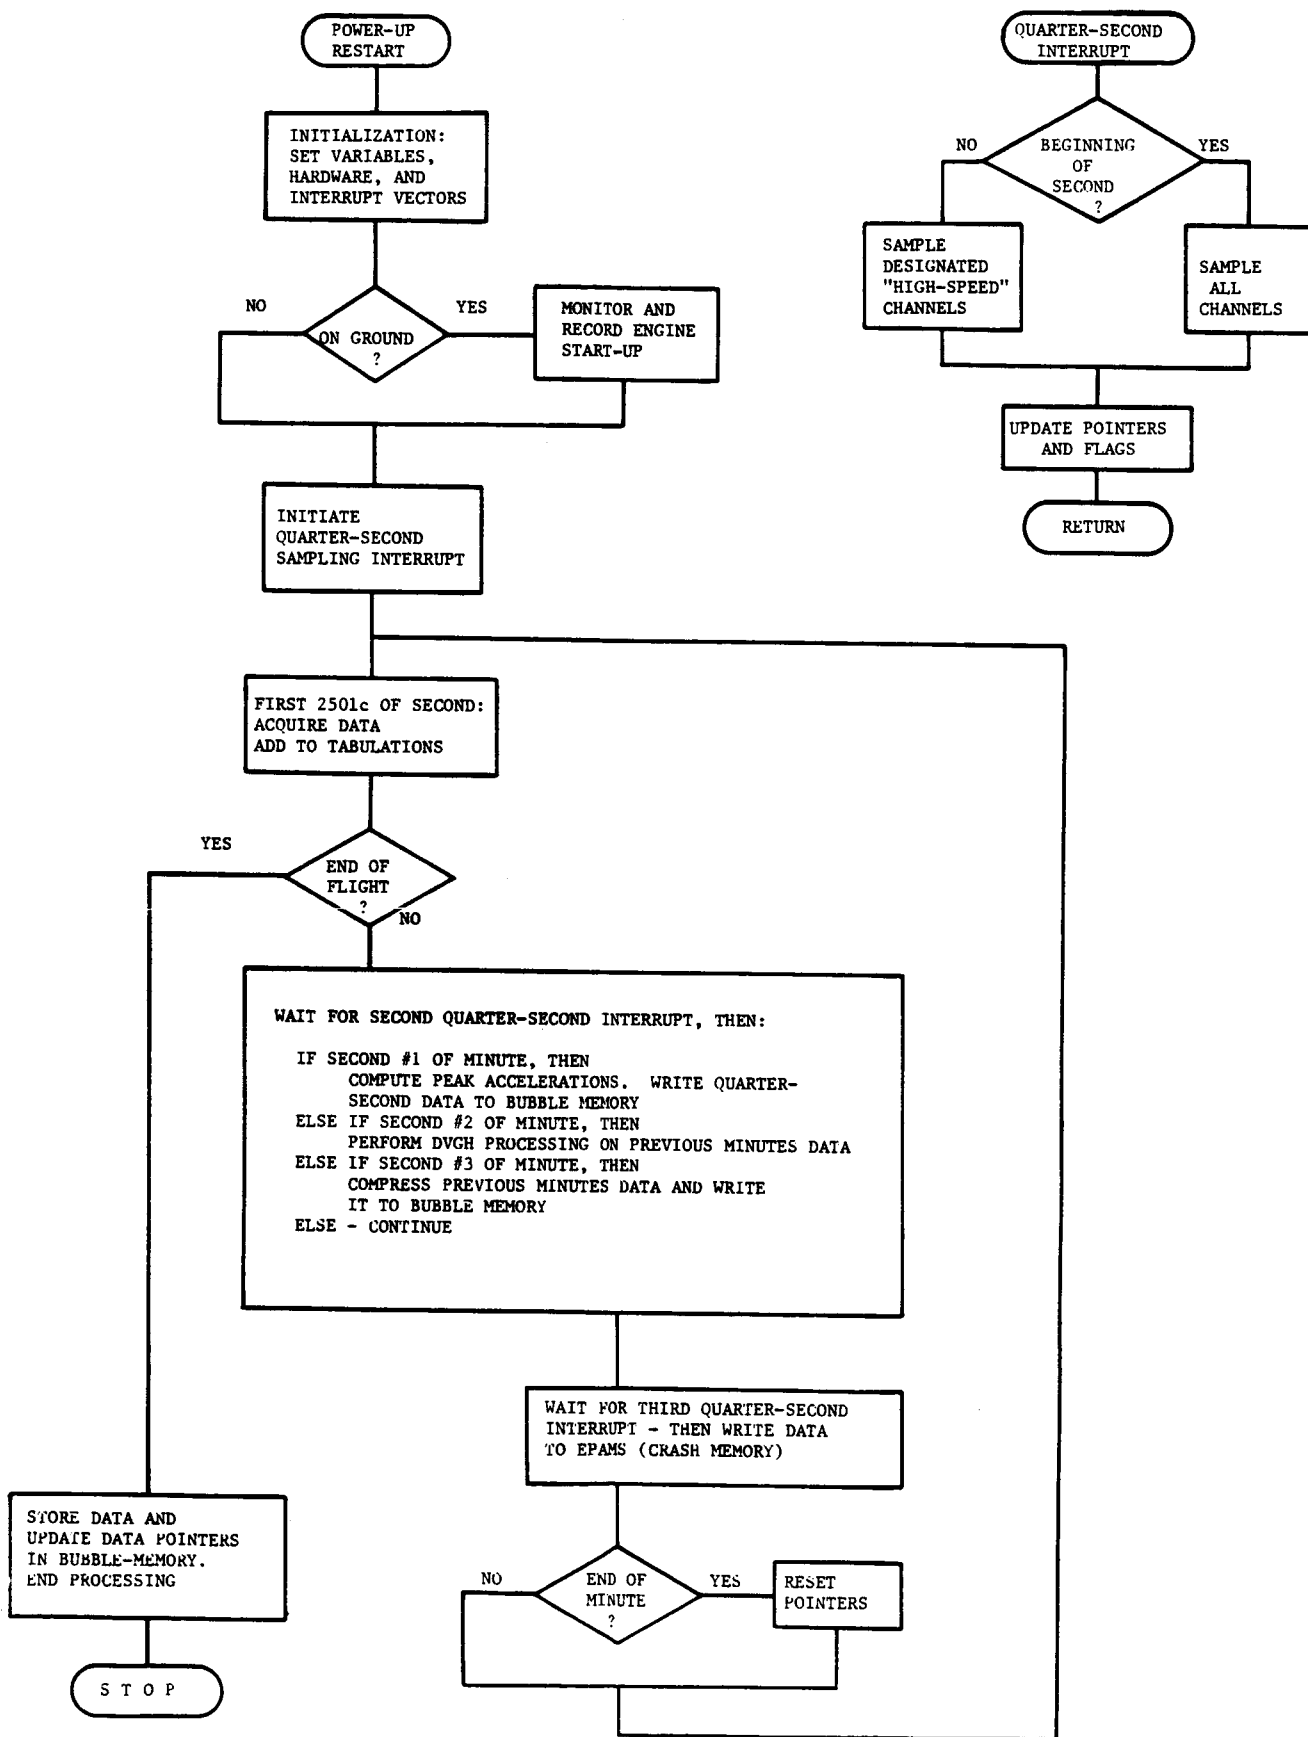 POWER-UP
RESTART
INITIALIZATION:
SET VARIABLES,
HARDWARE, AND
INTERRUPT VECTORS
NO
YES
ON GROUND
?
MONITOR AND
RECORD ENGINE
START-UP
INITIATE
QUARTER-SECOND
SAMPLING INTERRUPT
FIRST 2501c OF SECOND:
ACQUIRE DATA
ADD TO TABULATIONS
YES
END OF
FLIGHT
?
NO
WAIT FOR SECOND QUARTER-SECOND INTERRUPT, THEN:
IF SECOND #1 OF MINUTE, THEN
COMPUTE PEAK ACCELERATIONS. WRITE QUARTER-
SECOND DATA TO BUBBLE MEMORY
ELSE IF SECOND #2 OF MINUTE, THEN
PERFORM DVGH PROCESSING ON PREVIOUS MINUTES DATA
ELSE IF SECOND #3 OF MINUTE, THEN
COMPRESS PREVIOUS MINUTES DATA AND WRITE
IT TO BUBBLE MEMORY
ELSE - CONTINUE
WAIT FOR THIRD QUARTER-SECOND
INTERRUPT - THEN WRITE DATA
TO EPAMS (CRASH MEMORY)
NO
END OF
MINUTE
?
YES
RESET
POINTERS
STORE DATA AND
UPDATE DATA POINTERS
IN BUBBLE-MEMORY.
END PROCESSING
S T O P
QUARTER-SECOND
INTERRUPT
NO
BEGINNING
OF
SECOND
?
YES
SAMPLE
DESIGNATED
"HIGH-SPEED"
CHANNELS
SAMPLE
ALL
CHANNELS
UPDATE POINTERS
AND FLAGS
RETURN